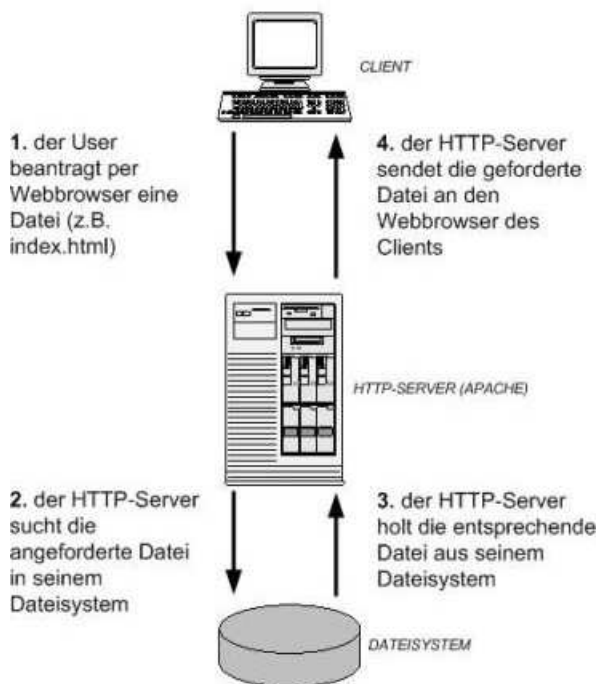 CLIENT
1. der User
beantragt per
Webbrowser eine
Datei (z.B.
index.html)
4. der HTTP-Server
sendet die geforderte
Datei an den
Webbrowser des
Clients
HTTP-SERVER (APACHE)
2. der HTTP-Server
sucht die
angeforderte Datei
in seinem
Dateisystem
3. der HTTP-Server
holt die entsprechende
Datei aus seinem
Dateisystem
DATEISYSTEM